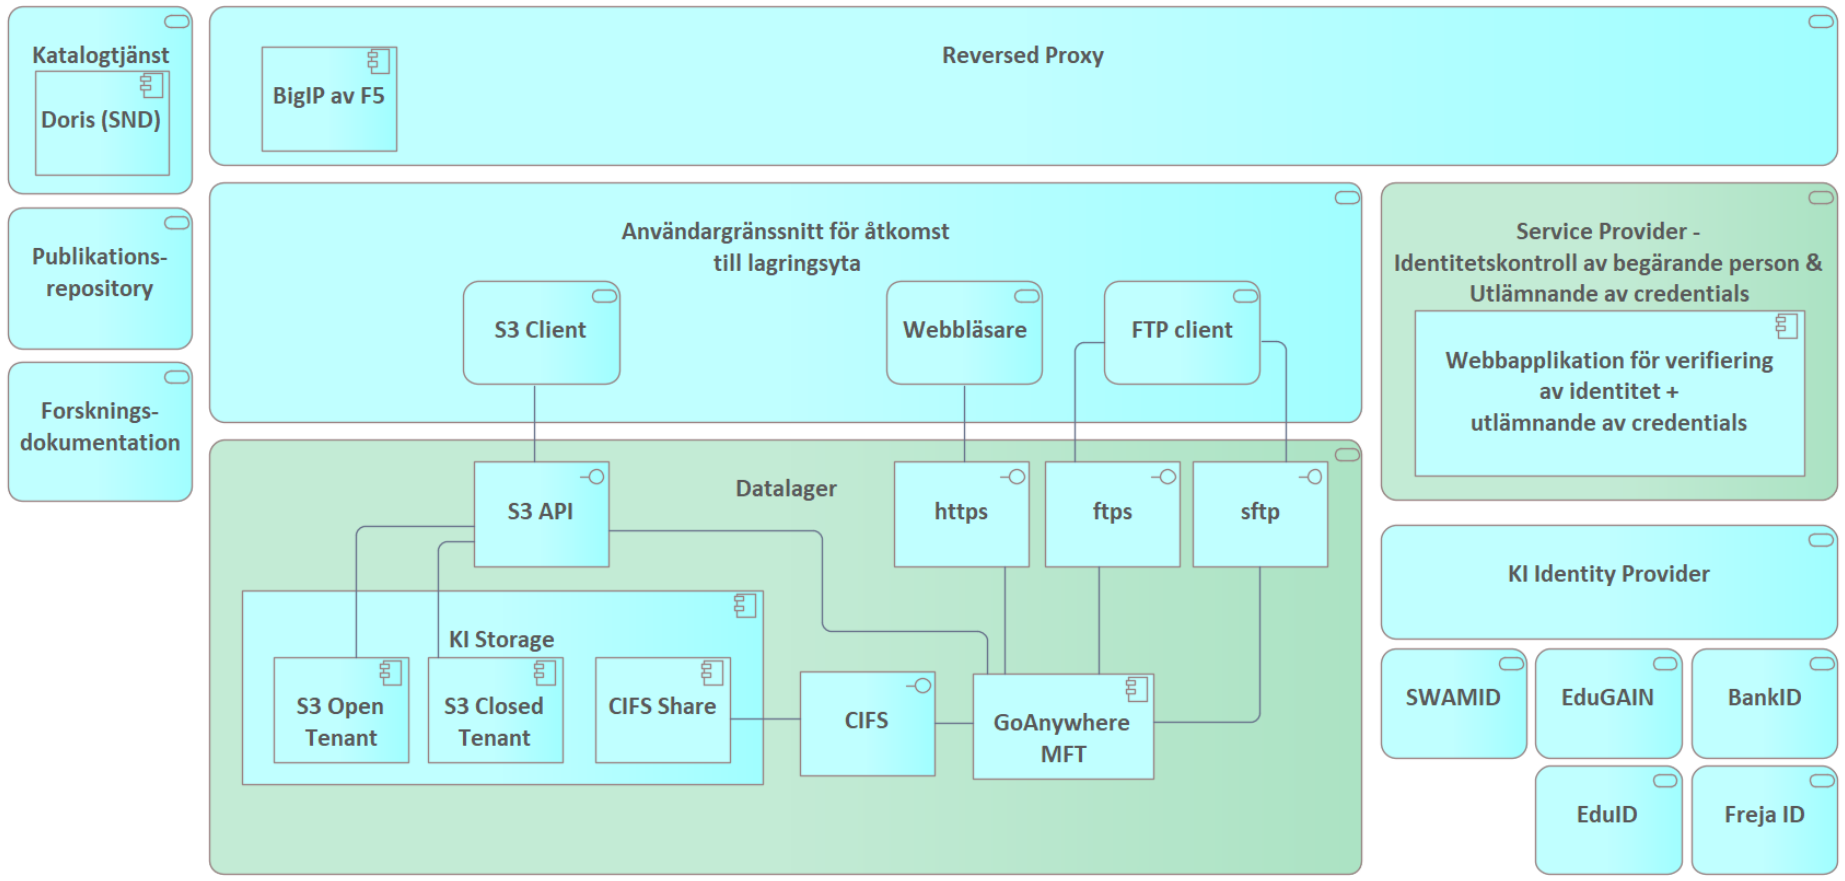 Katalogtjänst
Doris (SND)
Publikations-
repository
Forsknings-
dokumentation
Reversed Proxy
BigIP av F5
Användargränssnitt för åtkomst
till lagringsyta
S3 Client
Webbläsare
FTP client
Datalager
S3 API
https
ftps
sftp
KI Storage
S3 Open
Tenant
S3 Closed
Tenant
CIFS Share
CIFS
GoAnywhere
MFT
Service Provider -
Identitetskontroll av begärande person &
Utlämnande av credentials
Webbapplikation för verifiering
av identitet +
utlämnande av credentials
KI Identity Provider
SWAMID
EduGAIN
BankID
EduID
Freja ID